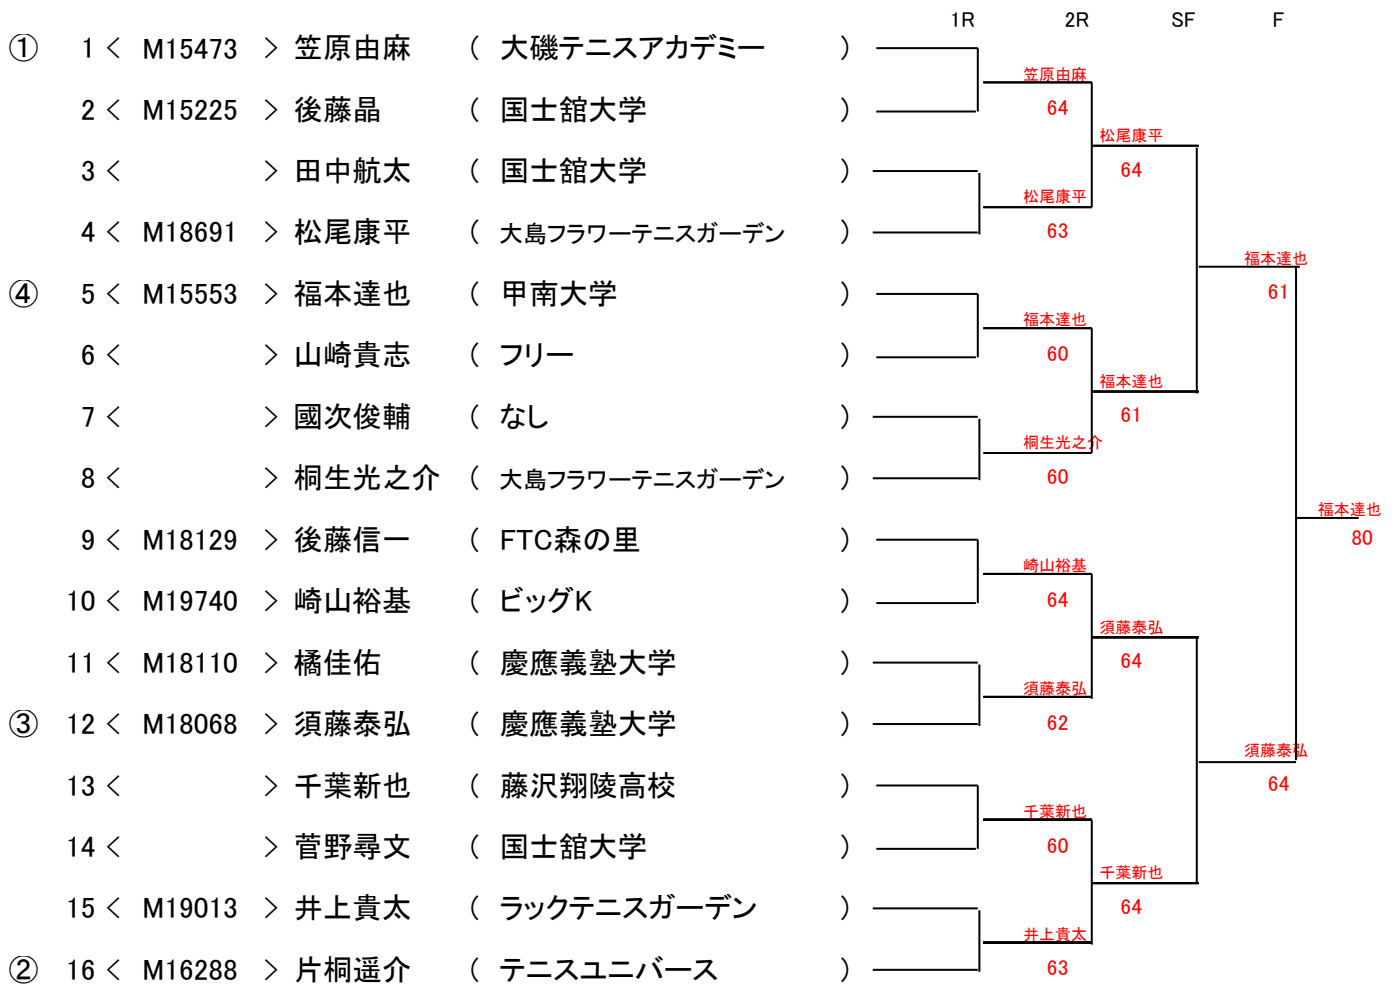 1R 2R SF F
① 1 < M15473 > 笠原由麻 ( 大磯テニスアカデミー )
笠原由麻
64
2 < M15225 > 後藤晶 ( 国士舘大学 )
松尾康平
64
3 < > 田中航太 ( 国士舘大学 )
松尾康平
63
4 < M18691 > 松尾康平 ( 大島フラワーテニスガーデン )
福本達也
61
④ 5 < M15553 > 福本達也 ( 甲南大学 )
福本達也
60
6 < > 山崎貴志 ( フリー )
福本達也
61
7 < > 國次俊輔 ( なし )
桐生光之介
60
8 < > 桐生光之介 ( 大島フラワーテニスガーデン )
福本達也
80
9 < M18129 > 後藤信一 ( FTC森の里 )
崎山裕基
64
10 < M19740 > 崎山裕基 ( ビッグK )
須藤泰弘
64
11 < M18110 > 橘佳佑 ( 慶應義塾大学 )
須藤泰弘
62
③ 12 < M18068 > 須藤泰弘 ( 慶應義塾大学 )
須藤泰弘
64
13 < > 千葉新也 ( 藤沢翔陵高校 )
千葉新也
60
14 < > 菅野尋文 ( 国士舘大学 )
千葉新也
64
15 < M19013 > 井上貴太 ( ラックテニスガーデン )
井上貴太
63
② 16 < M16288 > 片桐遥介 ( テニスユニバース )